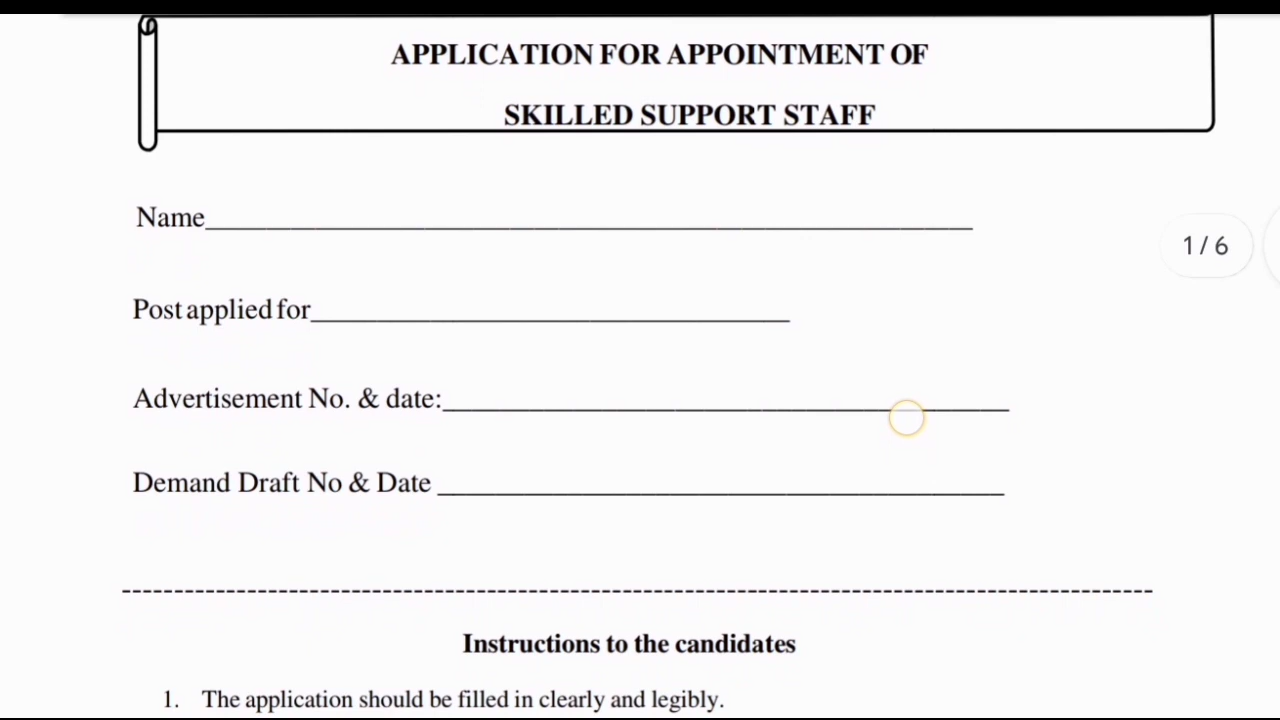 APPLICATION FOR APPOINTMENT OF
SKILLED SUPPORT STAFF
Name
1 / 6
Post applied for
Advertisement No. & date:
Demand Draft No & Date
Instructions to the candidates
1. The application should be filled in clearly and legibly.